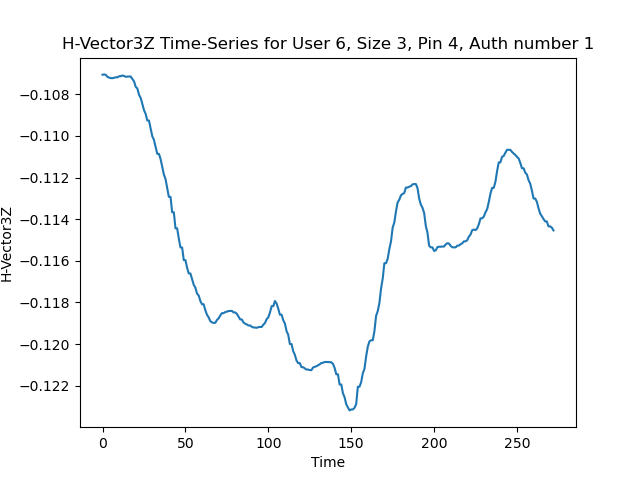 H-Vector3Z Time-Series for User 6, Size 3, Pin 4, Auth number 1
−0.108
−0.110
−0.112
−0.114
−0.116
−0.118
−0.120
−0.122
H-Vector3Z
0 50 100 150 200 250
Time